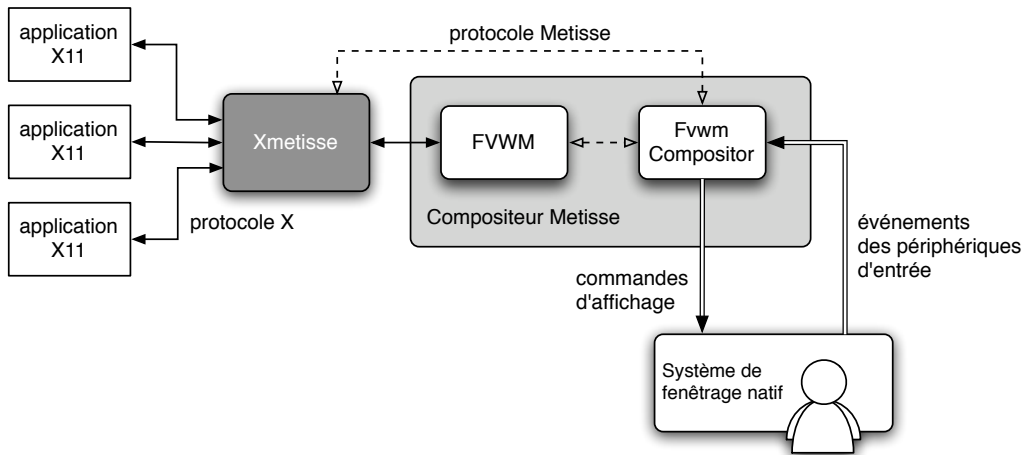 application
X11
application
X11
application
X11
protocole X
Xmetisse
protocole Metisse
FVWM
Fvwm
Compositor
Compositeur Metisse
commandes
d'affichage
événements
des périphériques
d'entrée
Système de
fenêtrage natif